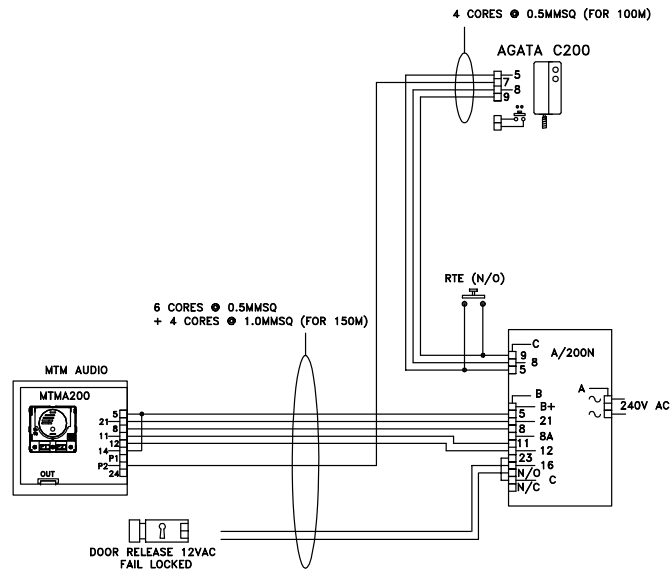 4 CORES @ 0.5MMSQ (FOR 100M)
AGATA C200
5
7
8
9
RTE (N/O)
6 CORES @ 0.5MMSQ
+ 4 CORES @ 1.0MMSQ (FOR 150M)
C
9
8
5
A/200N
A
240V AC
MTM AUDIO
MTMA200
5
21
8
11
12
14
P1
P2
24
OUT
B
B+
5
21
8
8A
11
12
23
16
N/O
C
N/C
DOOR RELEASE 12VAC
FAIL LOCKED